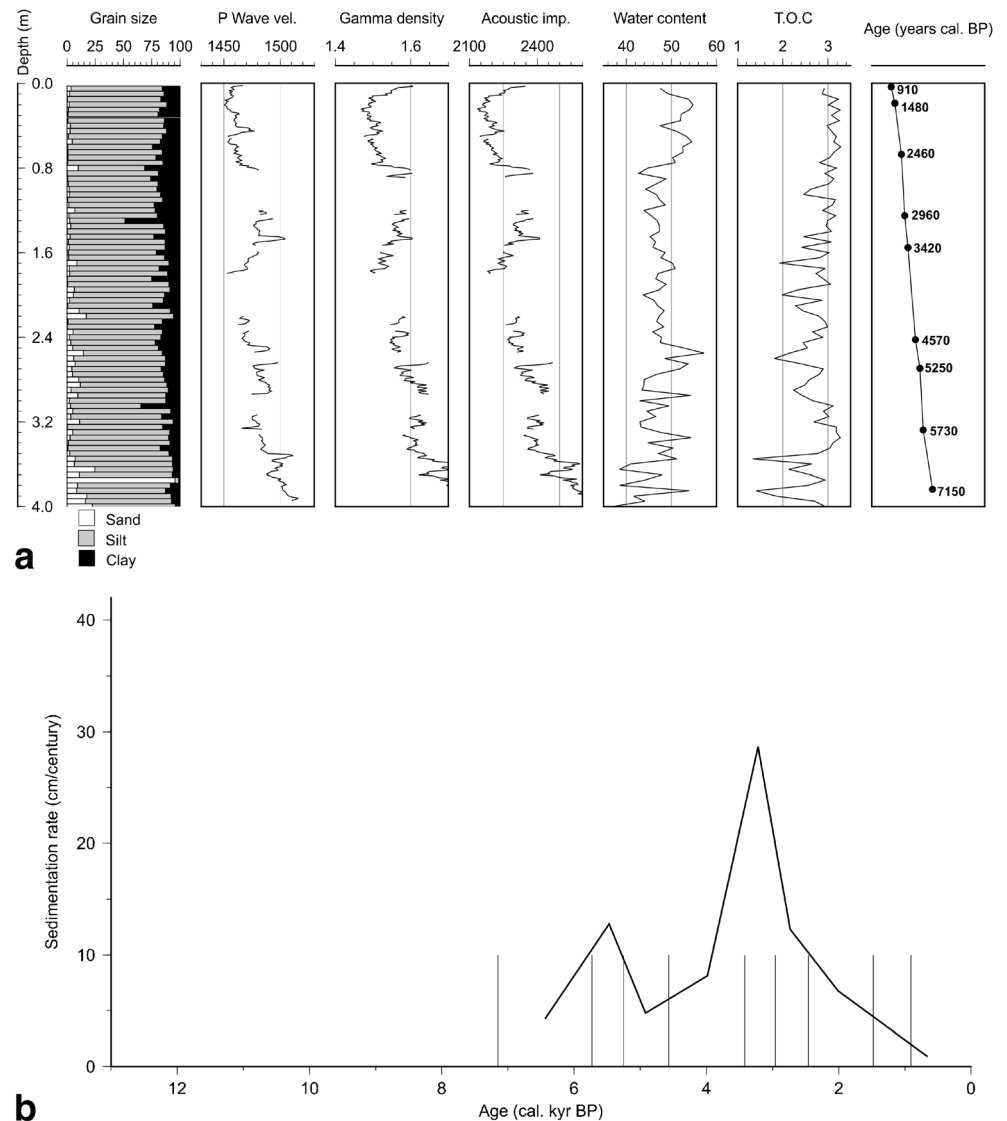 Grain size P Wave vel. Gamma density Acoustic imp. Water content T.O.C Age (years cal. BP)
Depth (m)
0 25 50 75 100 1450 1500 1.4 1.6 2100 2400 40 50 60 1 2 3
0.0
910
1480
2460
0.8
2960
3420
1.6
2.4
4570
5250
3.2
5730
7150
4.0
Sand
Silt
Clay
a
40
30
20
10
0
Sedimentation rate (cm/century)
12 10 8 6 4 2 0
Age (cal. kyr BP)
b